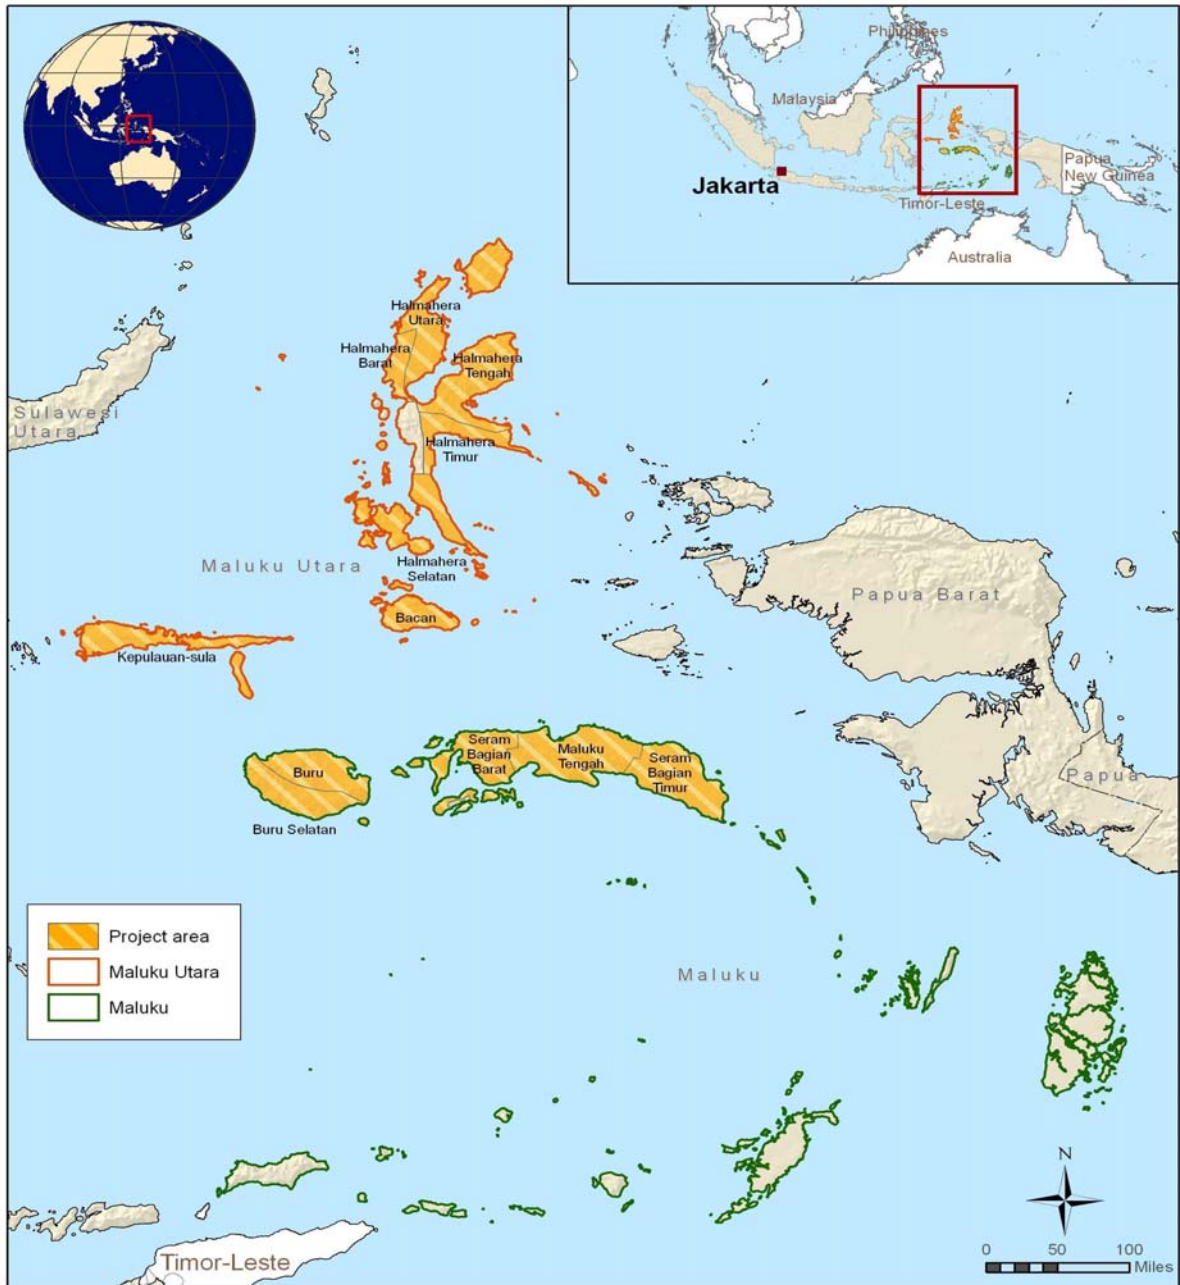 Philippines
Malaysia
Papua
New Guinea
Jakarta
Timor-Leste
Australia
Halmahera
Utara
Halmahera
Barat
Halmahera
Tengah
Sulawesi
Utara
Halmahera
Timur
Maluku Utara
Halmahera
Selatan
Papua Barat
Bacan
Kepulauan-sula
Seram
Bagian
Barat
Maluku
Tengah
Seram
Bagian
Timur
Buru
Papua
Buru Selatan
Project area
Maluku Utara
Maluku
Maluku
N
Timor-Leste
0 50 100
Miles